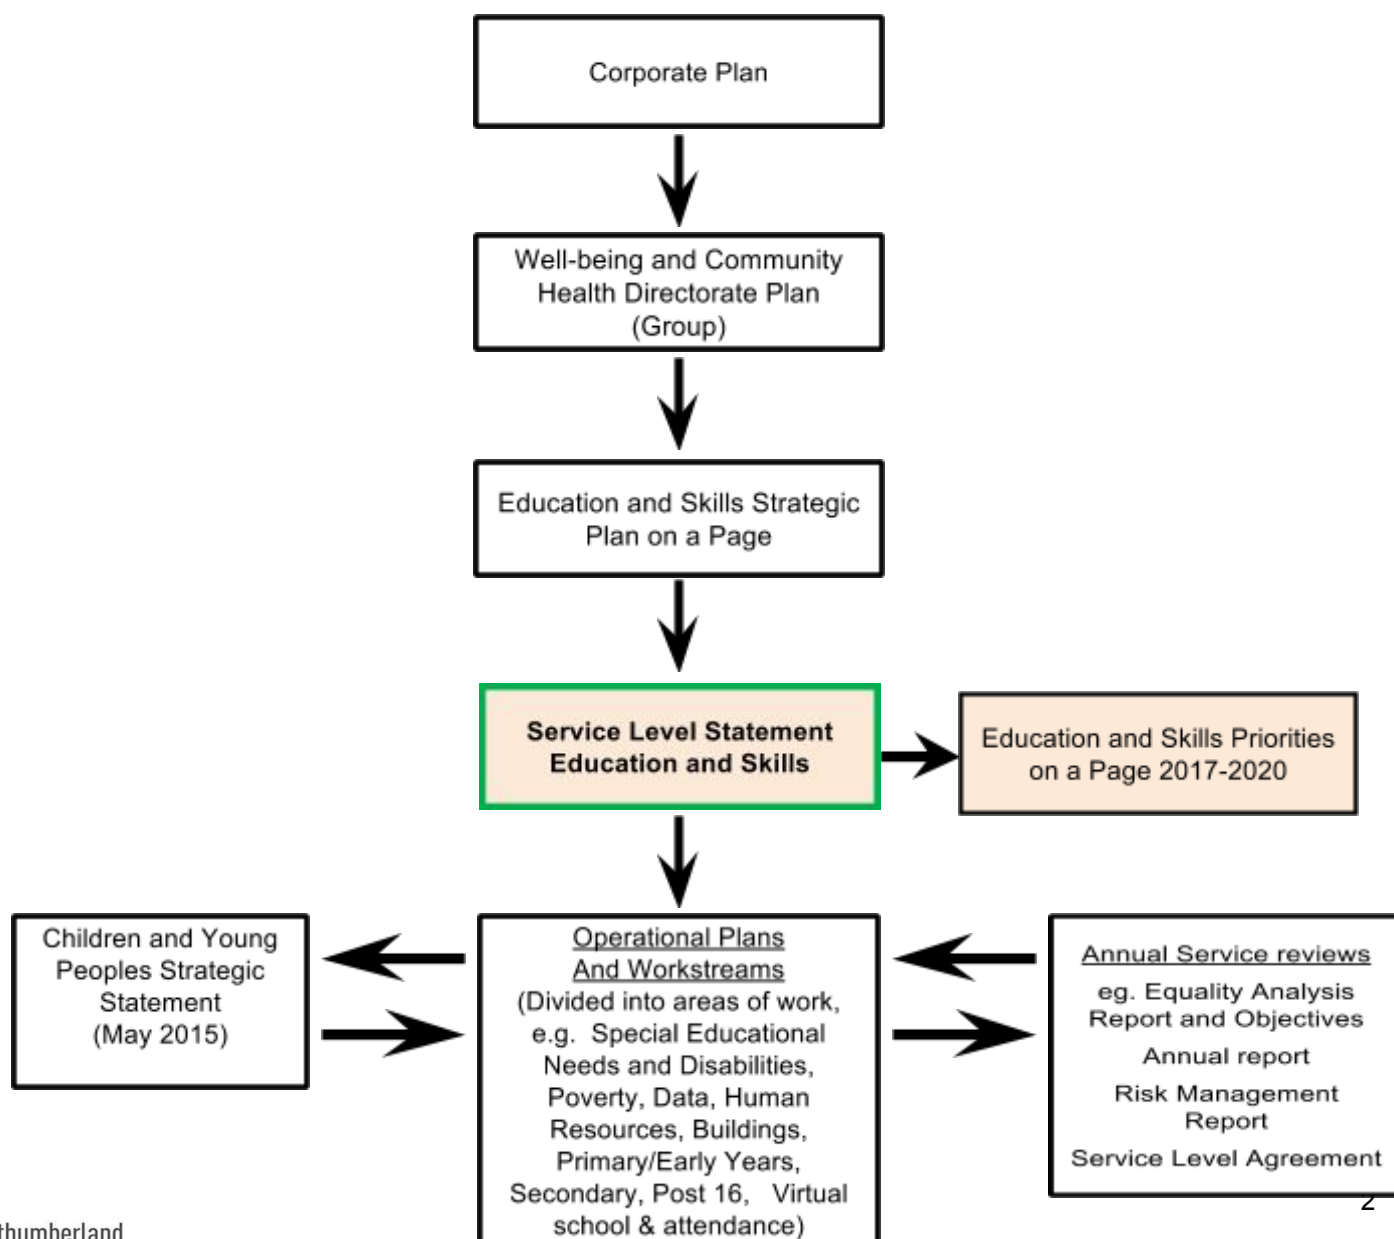 Corporate Plan
Well-being and Community
Health Directorate Plan
(Group)
Education and Skills Strategic
Plan on a Page
Service Level Statement
Education and Skills
Education and Skills Priorities
on a Page 2017-2020
Children and Young
Peoples Strategic
Statement
(May 2015)
Operational Plans
And Workstreams
(Divided into areas of work,
e.g. Special Educational
Needs and Disabilities,
Poverty, Data, Human
Resources, Buildings,
Primary/Early Years,
Secondary, Post 16, Virtual
school & attendance)
Annual Service reviews
eg. Equality Analysis
Report and Objectives
Annual report
Risk Management
Report
Service Level Agreement
2
thumberland